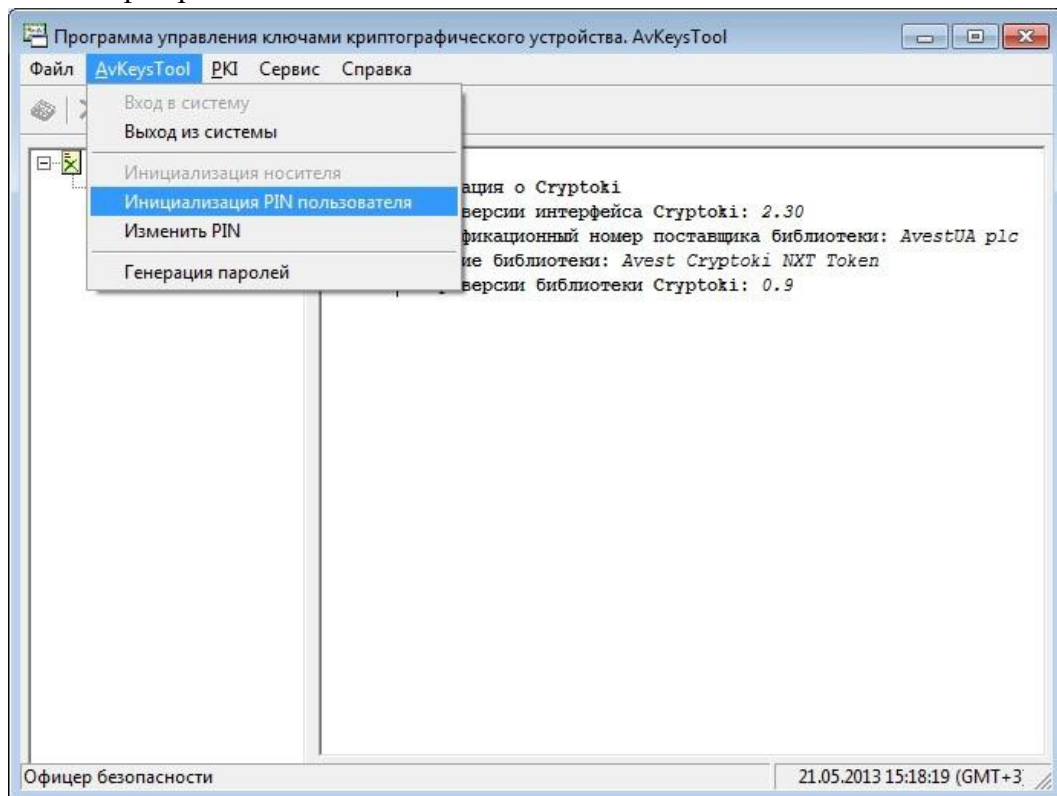 Программа управления ключами криптографического устройства. AvKeysTool
Файл AvKeysTool PKI Сервис Справка
Вход в систему
Выход из системы
Инициализация носителя
Инициализация PIN пользователя
Изменить PIN
Генерация паролей
ация о Cryptoki
версии интерфейса Cryptoki: 2.30
фикационный номер поставщика библиотеки: AvestUA plc
ие библиотеки: Avest Cryptoki NXT Token
версии библиотеки Cryptoki: 0.9
Офицер безопасности
21.05.2013 15:18:19 (GMT+3